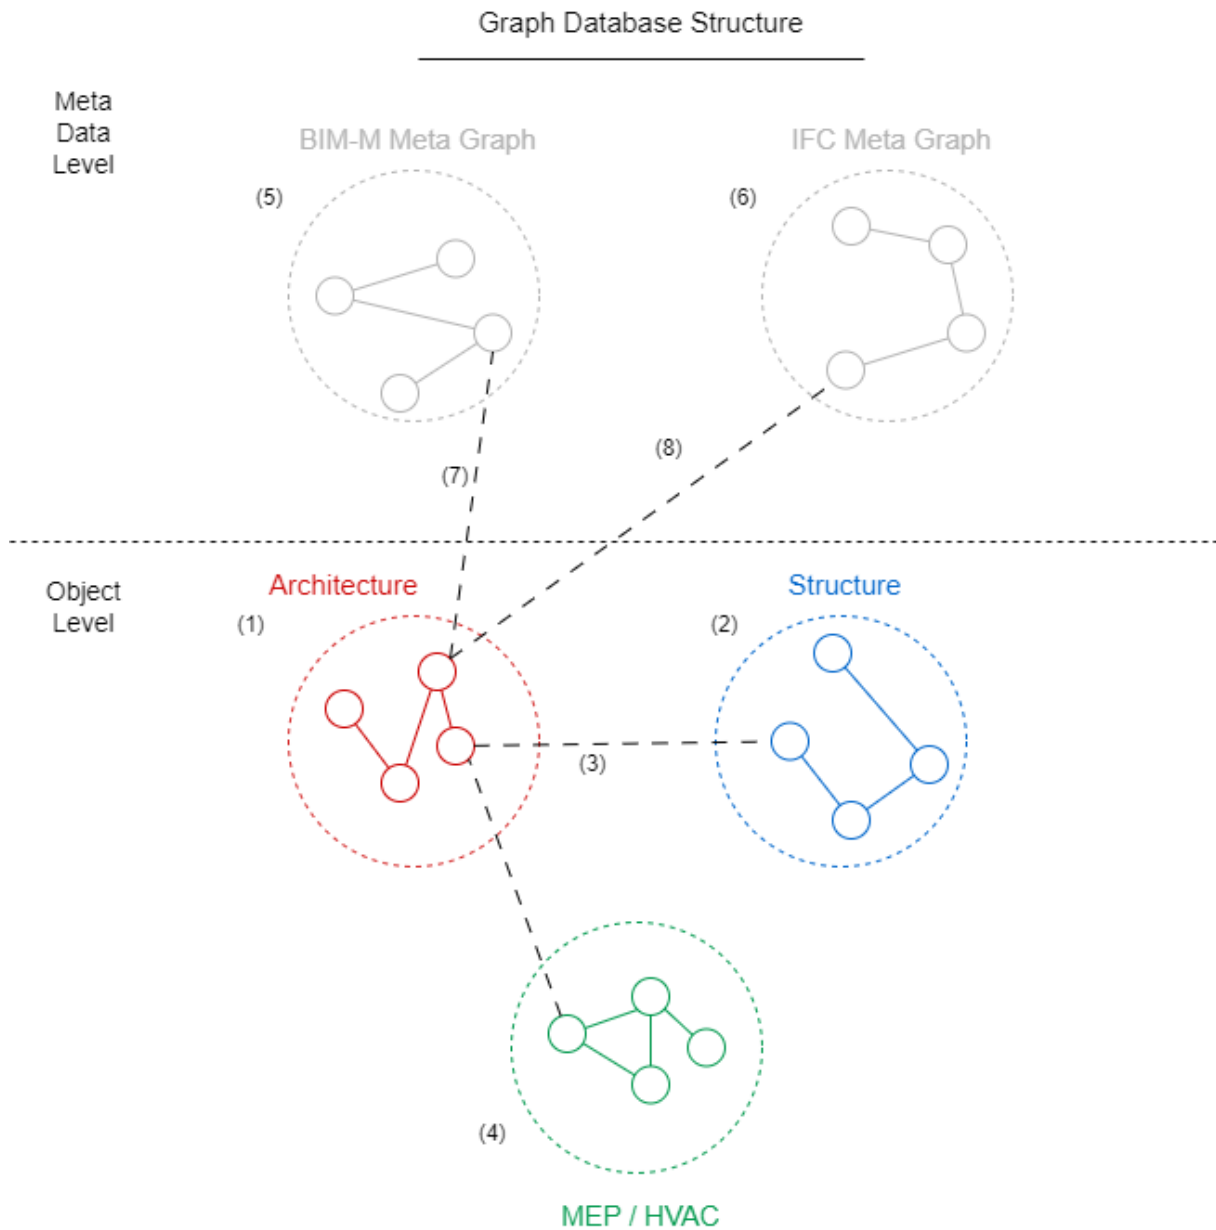 Graph Database Structure
Meta
Data
Level
BIM-M Meta Graph
IFC Meta Graph
(5)
(6)
(8)
(7)
Object
Level
Architecture
Structure
(1)
(2)
(3)
(4)
MEP / HVAC